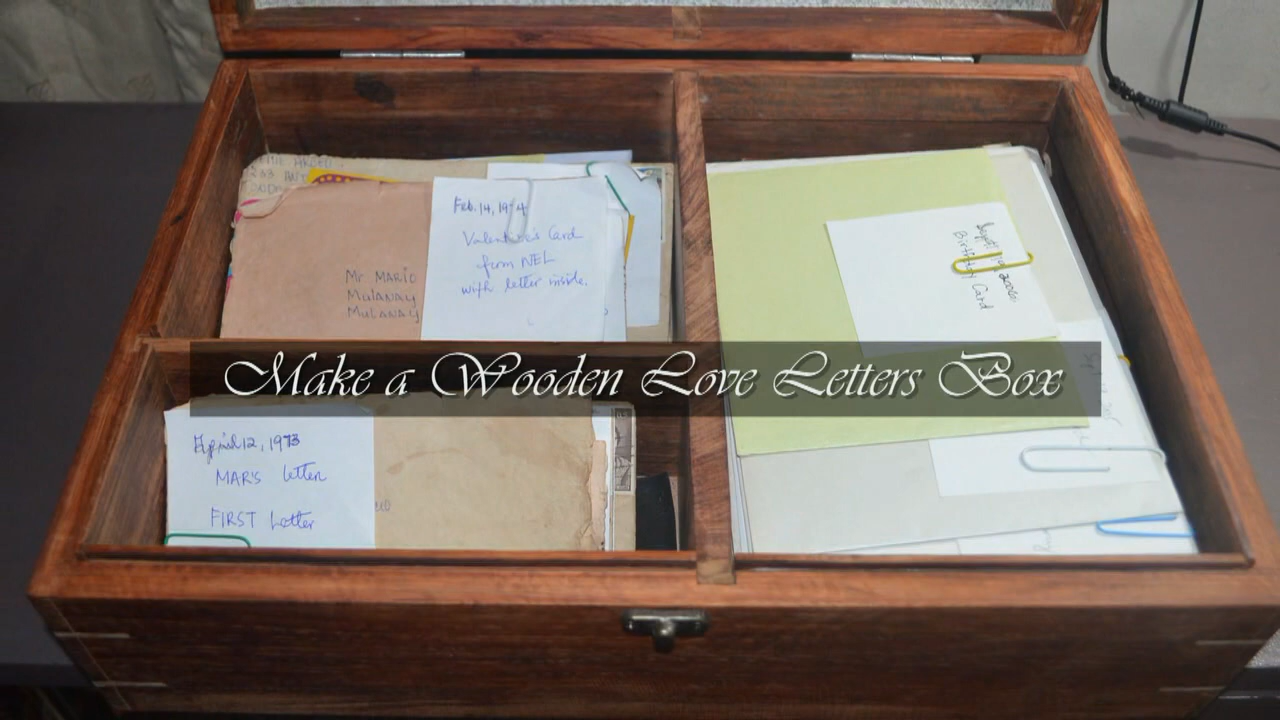 Feb. 14, 1974
Valentine's Card
from NEL
with letter inside.
Mr MARIO
MULANAY
MULANAY
Birthday Card
Make a Wooden Love Letters Box
April 12, 1973
MAR'S letter
FIRST letter